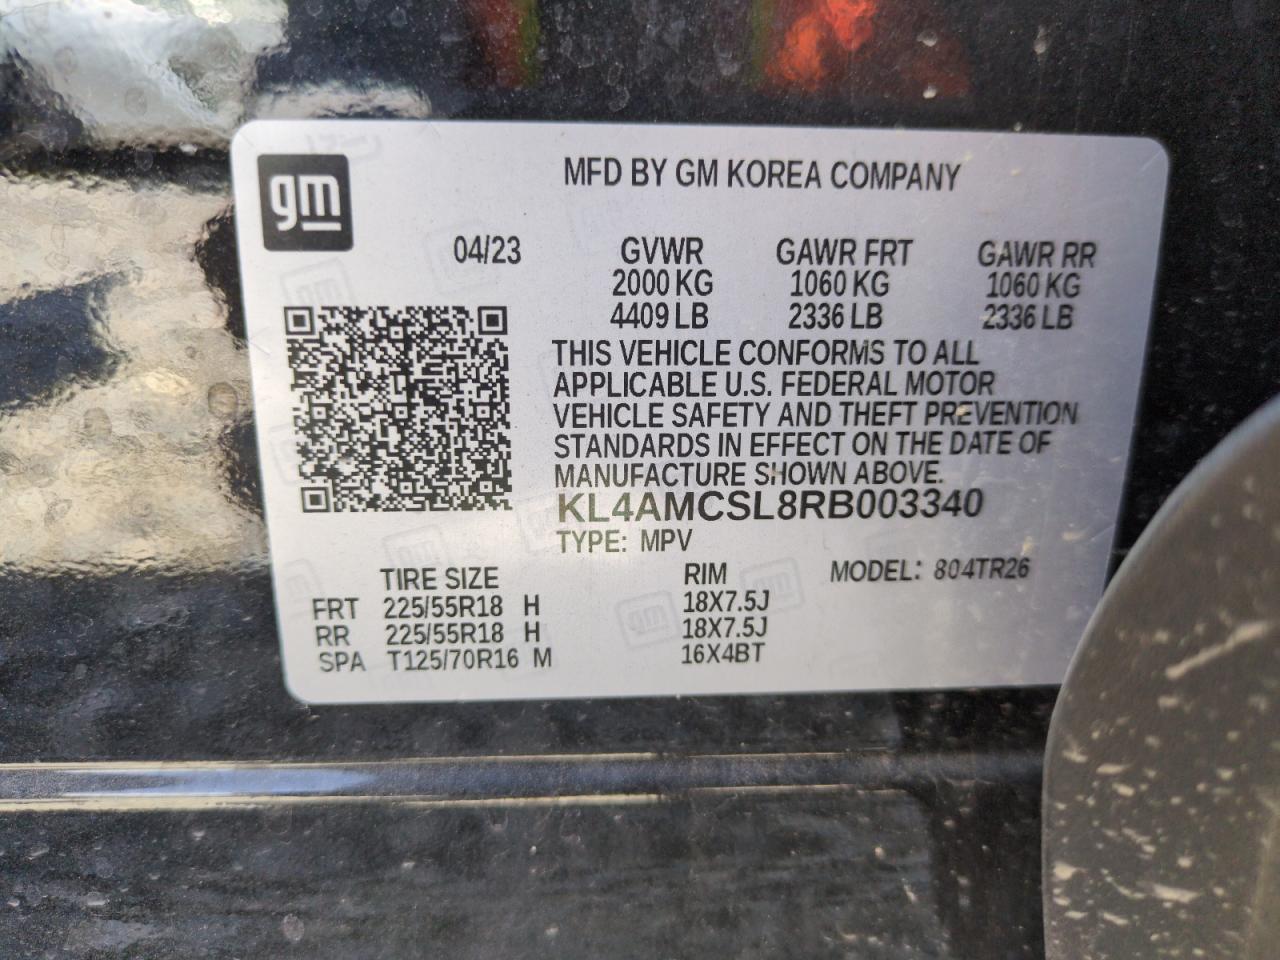 gm
MFD BY GM KOREA COMPANY
04/23 GVWR GAWR FRT GAWR RR
2000 KG 1060 KG 1060 KG
4409 LB 2336 LB 2336 LB
THIS VEHICLE CONFORMS TO ALL
APPLICABLE U.S. FEDERAL MOTOR
VEHICLE SAFETY AND THEFT PREVENTION
STANDARDS IN EFFECT ON THE DATE OF
MANUFACTURE SHOWN ABOVE.
KL4AMCSL8RB003340
TYPE: MPV
TIRE SIZE RIM MODEL: 804TR26
FRT 225/55R18 H 18X7.5J
RR 225/55R18 H 18X7.5J
SPA T125/70R16 M 16X4BT